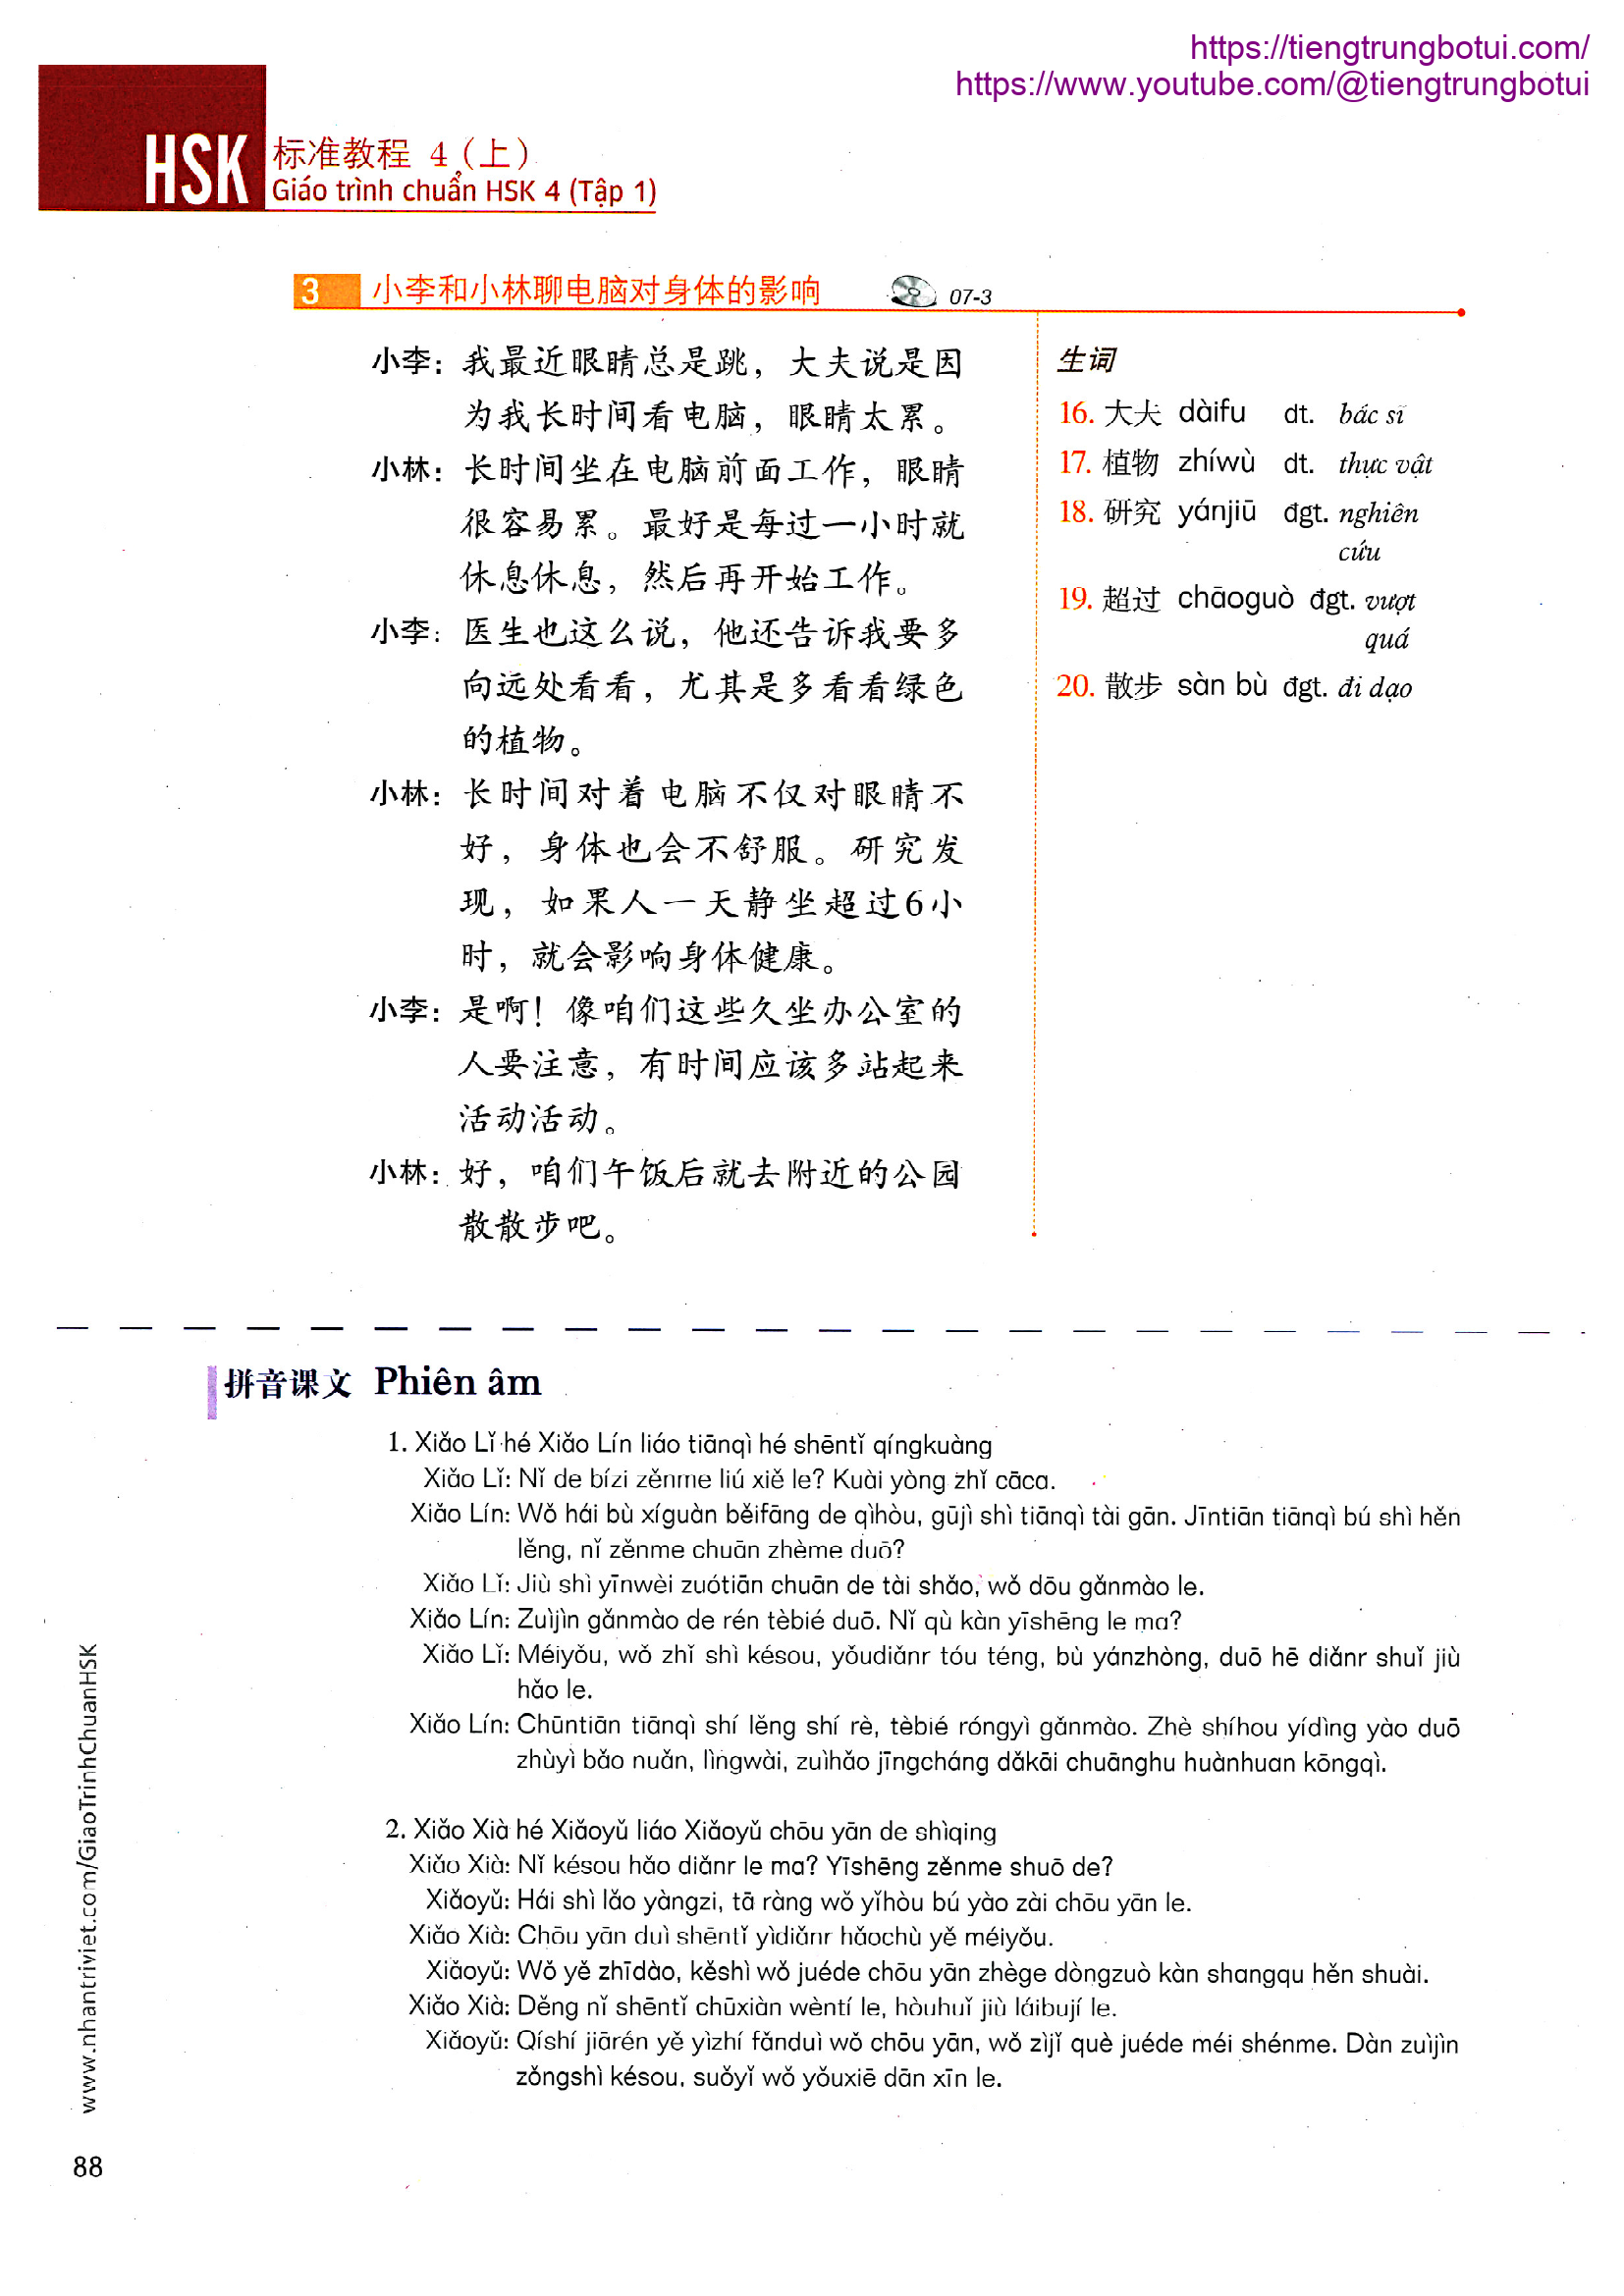 https://tiengtrungbotui.com/
https://www.youtube.com/@tiengtrungbotui
HSK 标准教程 4（上）
Giáo trình chuẩn HSK 4 (Tập 1)
3 小李和小林聊电脑对身体的影响 07-3
小李：我最近眼睛总是跳，大夫说是因
为我长时间看电脑，眼睛太累。
小林：长时间坐在电脑前面工作，眼睛
很容易累。最好是每过一小时就
休息休息，然后再开始工作。
小李：医生也这么说，他还告诉我要多
向远处看看，尤其是多看看绿色
的植物。
小林：长时间对着电脑不仅对眼睛不
好，身体也会不舒服。研究发
现，如果人一天静坐超过6小
时，就会影响身体健康。
小李：是啊！像咱们这些久坐办公室的
人要注意，有时间应该多站起来
活动活动。
小林：好，咱们午饭后就去附近的公园
散散步吧。
生词
16. 大夫 dàifu dt. bác sĩ
17. 植物 zhíwù dt. thực vật
18. 研究 yánjiū đgt. nghiên
cứu
19. 超过 chāoguò đgt. vượt
quá
20. 散步 sàn bù đgt. đi dạo
拼音课文 Phiên âm
1. Xiǎo Lǐ hé Xiǎo Lín liáo tiānqì hé shēntǐ qíngkuàng
Xiǎo Lǐ: Nǐ de bízi zěnme liú xiě le? Kuài yòng zhǐ cāca.
Xiǎo Lín: Wǒ hái bù xíguàn běifāng de qìhòu, gūjì shì tiānqì tài gān. Jīntiān tiānqì bú shì hěn
lěng, nǐ zěnme chuān zhème duō?
Xiǎo Lǐ: Jiù shì yīnwèi zuótiān chuān de tài shǎo, wǒ dōu gǎnmào le.
Xiǎo Lín: Zuìjìn gǎnmào de rén tèbié duō. Nǐ qù kàn yīshēng le ma?
Xiǎo Lǐ: Méiyǒu, wǒ zhǐ shì késou, yǒudiǎnr tóu téng, bù yánzhòng, duō hē diǎnr shuǐ jiù
hǎo le.
Xiǎo Lín: Chūntiān tiānqì shí lěng shí rè, tèbié róngyì gǎnmào. Zhè shíhou yídìng yào duō
zhùyì bǎo nuǎn, lìngwài, zuìhǎo jīngcháng dǎkāi chuānghu huànhuan kōngqì.
2. Xiǎo Xià hé Xiǎoyǔ liáo Xiǎoyǔ chōu yān de shìqing
Xiǎo Xià: Nǐ késou hǎo diǎnr le ma? Yīshēng zěnme shuō de?
Xiǎoyǔ: Hái shì lǎo yàngzi, tā ràng wǒ yǐhòu bú yào zài chōu yān le.
Xiǎo Xià: Chōu yān duì shēntǐ yìdiǎnr hǎochù yě méiyǒu.
Xiǎoyǔ: Wǒ yě zhīdào, kěshì wǒ juéde chōu yān zhège dòngzuò kàn shangqu hěn shuài.
Xiǎo Xià: Děng nǐ shēntǐ chūxiàn wèntí le, hòuhuǐ jiù láibují le.
Xiǎoyǔ: Qíshí jiārén yě yìzhí fǎnduì wǒ chōu yān, wǒ zìjǐ què juéde méi shénme. Dàn zuìjìn
zǒngshì késou, suǒyǐ wǒ yǒuxiē dān xīn le.
www.nhantriviet.com/GiaoTrinhChuanHSK
88